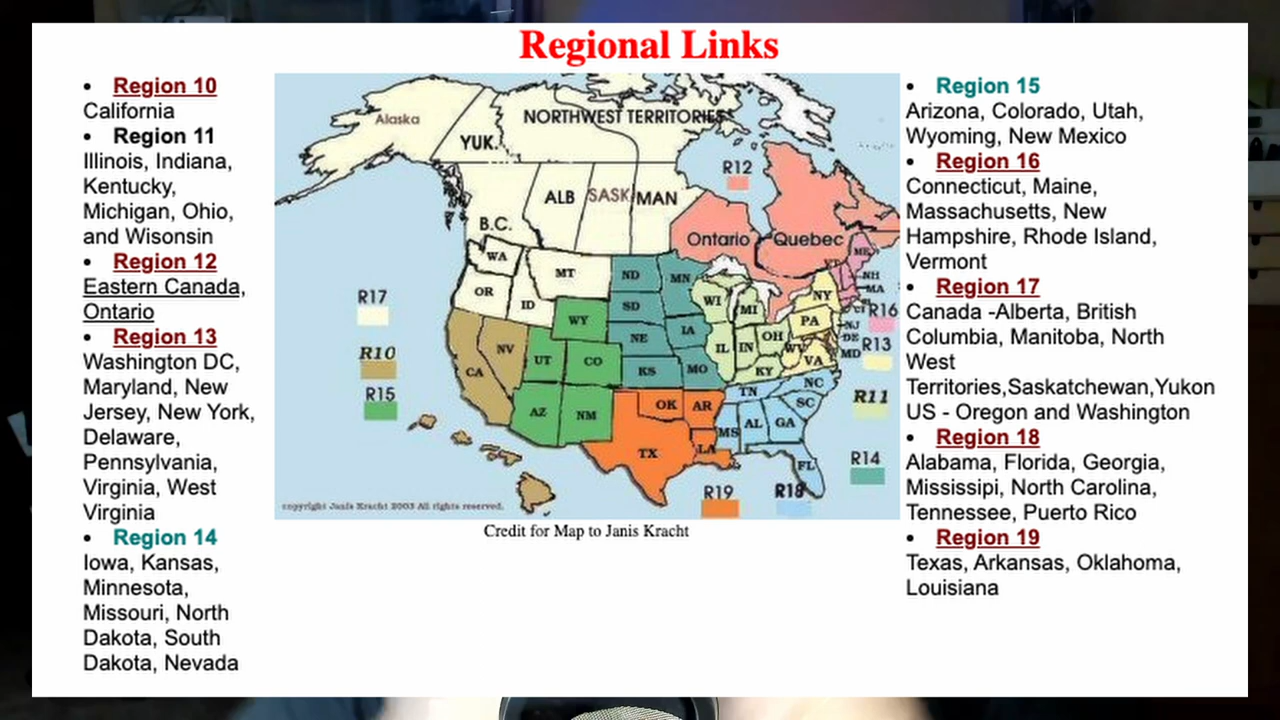 Regional Links
• Region 10
California
• Region 11
Illinois, Indiana,
Kentucky,
Michigan, Ohio,
and Wisonsin
• Region 12
Eastern Canada,
Ontario
• Region 13
Washington DC,
Maryland, New
Jersey, New York,
Delaware,
Pennsylvania,
Virginia, West
Virginia
• Region 14
Iowa, Kansas,
Minnesota,
Missouri, North
Dakota, South
Dakota, Nevada
Alaska
YUK.
NORTHWEST TERRITORIES
B.C.
ALB
SASK
MAN
R12
Ontario
Quebec
WA
MT
ND
MN
OR
ID
SD
WI
MI
NY
ME
NH
MA
WY
NE
IA
PA
R17
R16
NV
UT
CO
IL
IN
OH
WV
NJ
DE
MD
R13
R10
CA
KS
MO
KY
VA
R15
AZ
NM
OK
AR
TN
NC
SC
R11
TX
LA
MS
AL
GA
FL
R14
R19
R18
copyright Janis Kracht 2003 All rights reserved.
Credit for Map to Janis Kracht
• Region 15
Arizona, Colorado, Utah,
Wyoming, New Mexico
• Region 16
Connecticut, Maine,
Massachusetts, New
Hampshire, Rhode Island,
Vermont
• Region 17
Canada -Alberta, British
Columbia, Manitoba, North
West
Territories,Saskatchewan,Yukon
US - Oregon and Washington
• Region 18
Alabama, Florida, Georgia,
Mississipi, North Carolina,
Tennessee, Puerto Rico
• Region 19
Texas, Arkansas, Oklahoma,
Louisiana